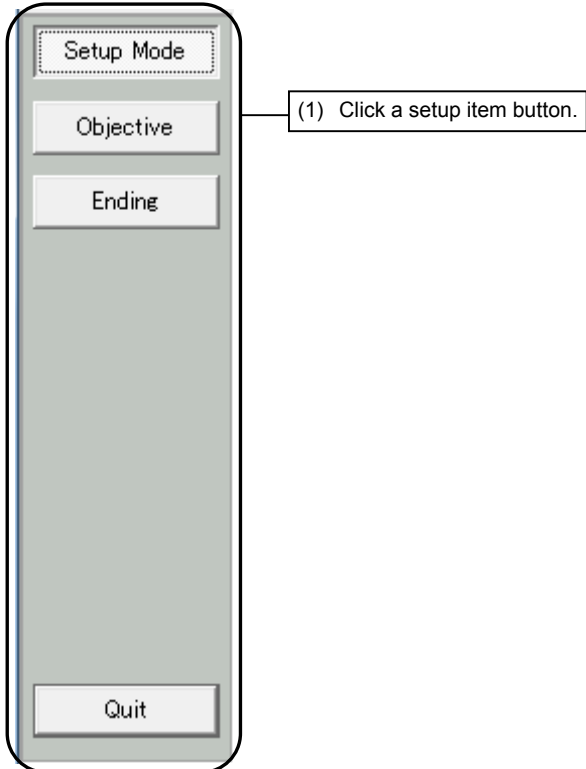 Setup Mode
(1) Click a setup item button.
Objective
Ending
Quit